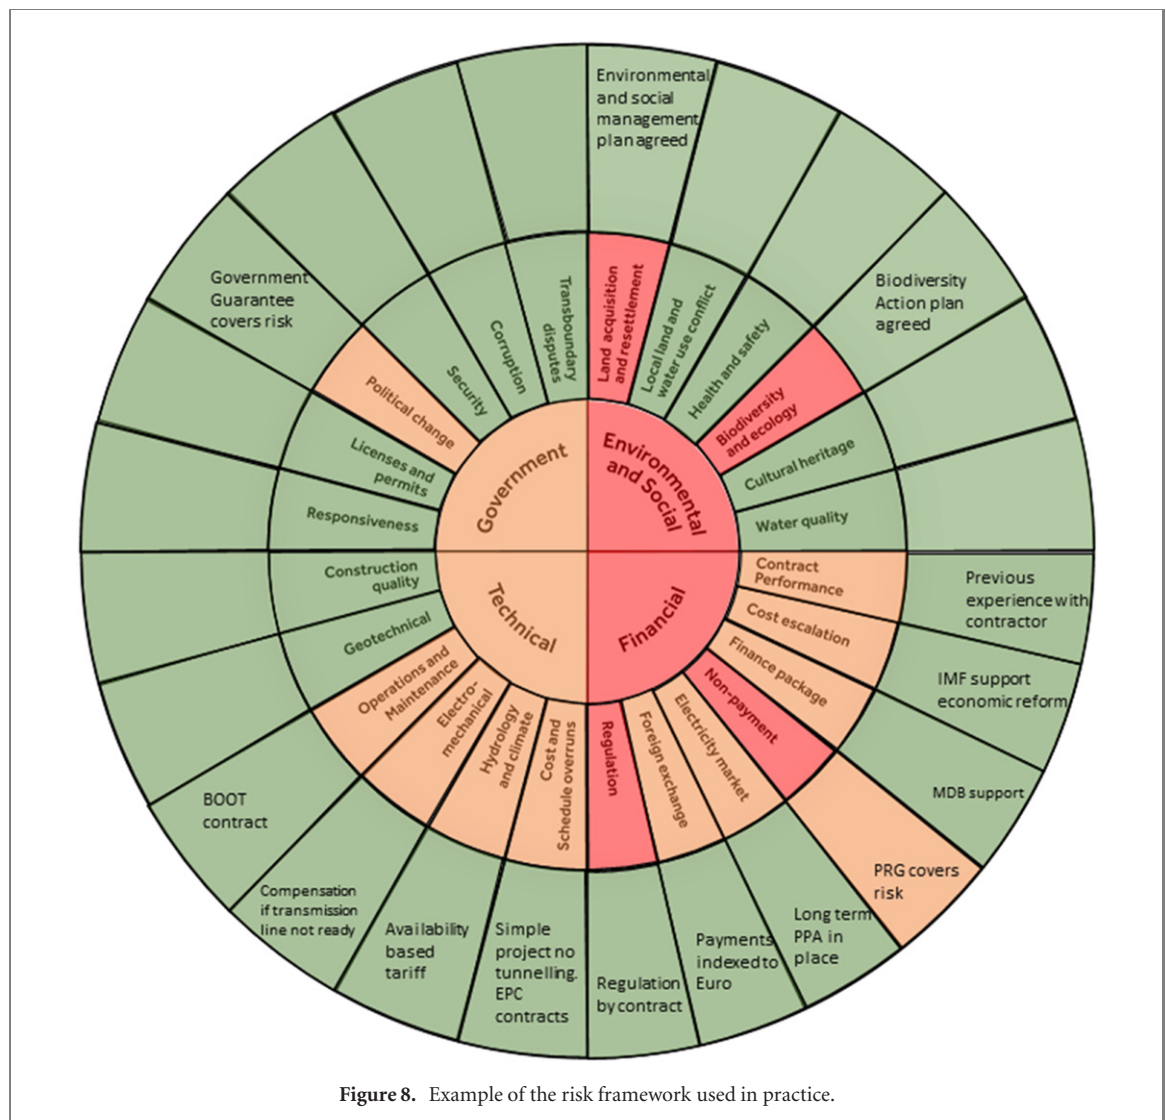 Environmental
and social
management
plan agreed
Biodiversity
Action plan
agreed
Previous
experience with
contractor
IMF support
economic reform
MDB support
PRG covers
risk
Long term
PPA in
place
Payments
indexed to
Euro
Regulation
by contract
Simple
project no
tunnelling.
EPC
contracts
Availability
based
tariff
Compensation
if transmission
line not ready
BOOT
contract
Government
Guarantee
covers risk
Land acquisition
and resettlement
Local land and
water use conflict
Health and safety
Biodiversity
and ecology
Cultural heritage
Water quality
Contract
Performance
Cost escalation
Finance package
Non-payment
Electricity market
Foreign exchange
Regulation
Cost and
Schedule overruns
Hydrology
and climate
Electro-
mechanical
Operations and
Maintenance
Geotechnical
Construction
quality
Responsiveness
Licenses and
permits
Political change
Security
Corruption
Transboundary
disputes
Environmental
and Social
Financial
Technical
Government
Figure 8. Example of the risk framework used in practice.